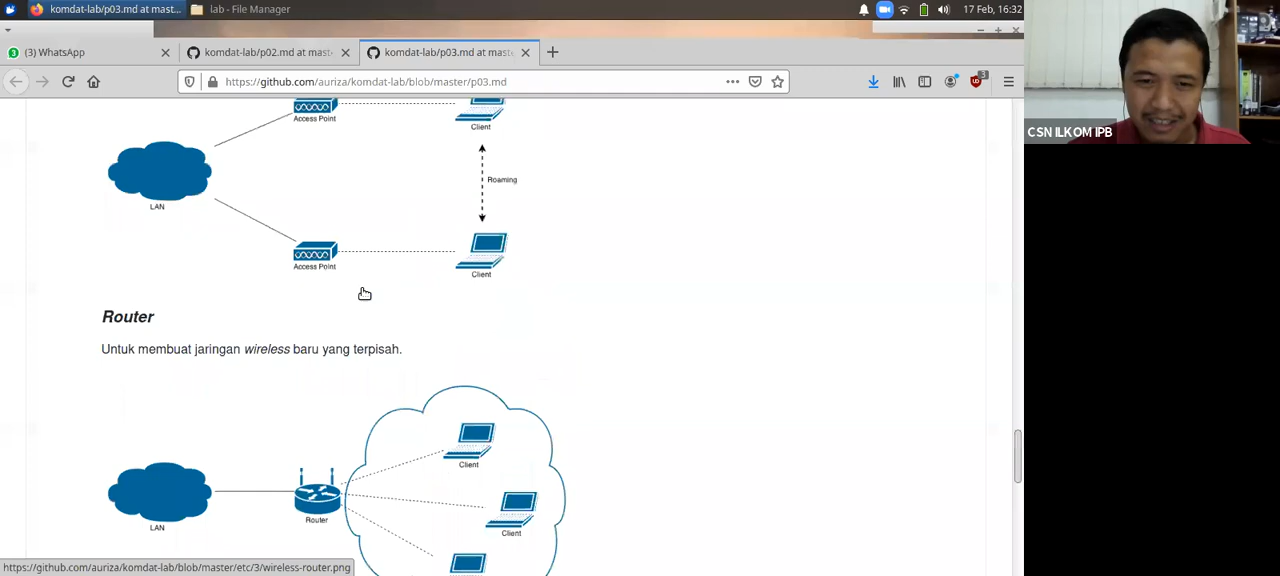 komdat-lab/p03.md at mast...
lab - File Manager
17 Feb, 16:32
(3) WhatsApp
komdat-lab/p02.md at mast
komdat-lab/p03.md at mast
https://github.com/auriza/komdat-lab/blob/master/p03.md
3
Access Point
Client
CSN ILKOM IPB
Roaming
LAN
Access Point
Client
Router
Untuk membuat jaringan wireless baru yang terpisah.
Client
LAN
Router
Client
https://github.com/auriza/komdat-lab/blob/master/etc/3/wireless-router.png